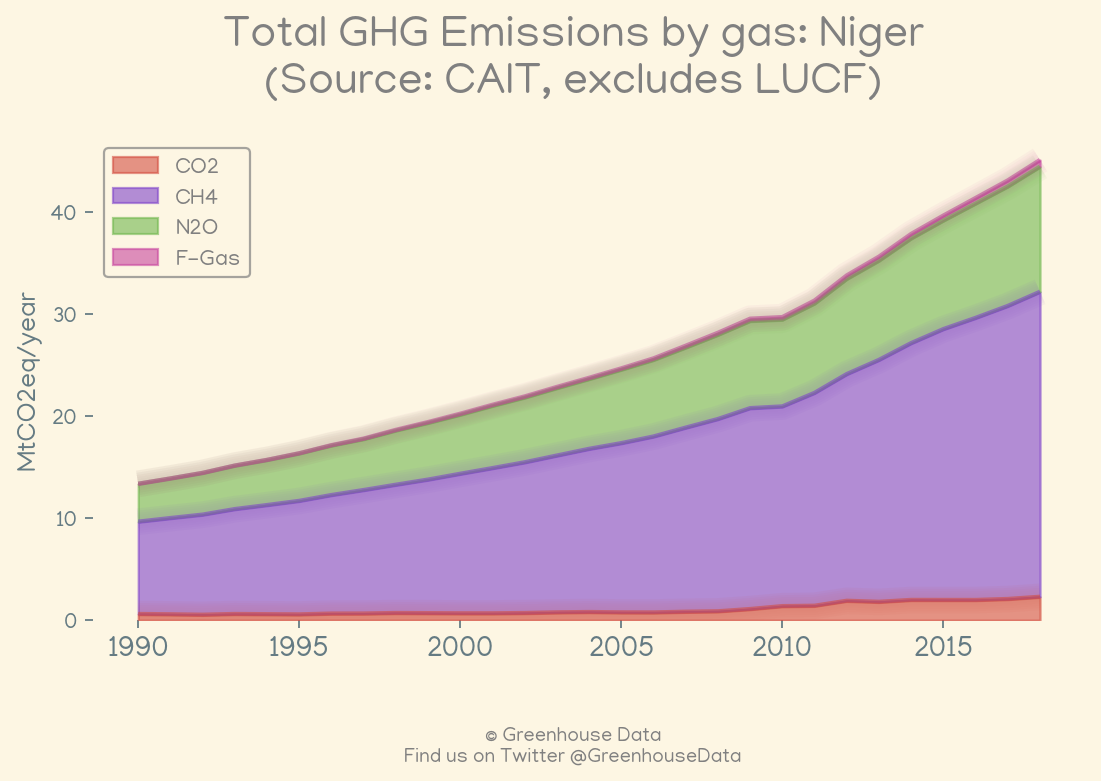 Total GHG Emissions by gas: Niger
(Source: CAIT, excludes LUCF)
CO2
CH4
N2O
F-Gas
MtCO2eq/year
40
30
20
10
0
1990 1995 2000 2005 2010 2015
© Greenhouse Data
Find us on Twitter @GreenhouseData